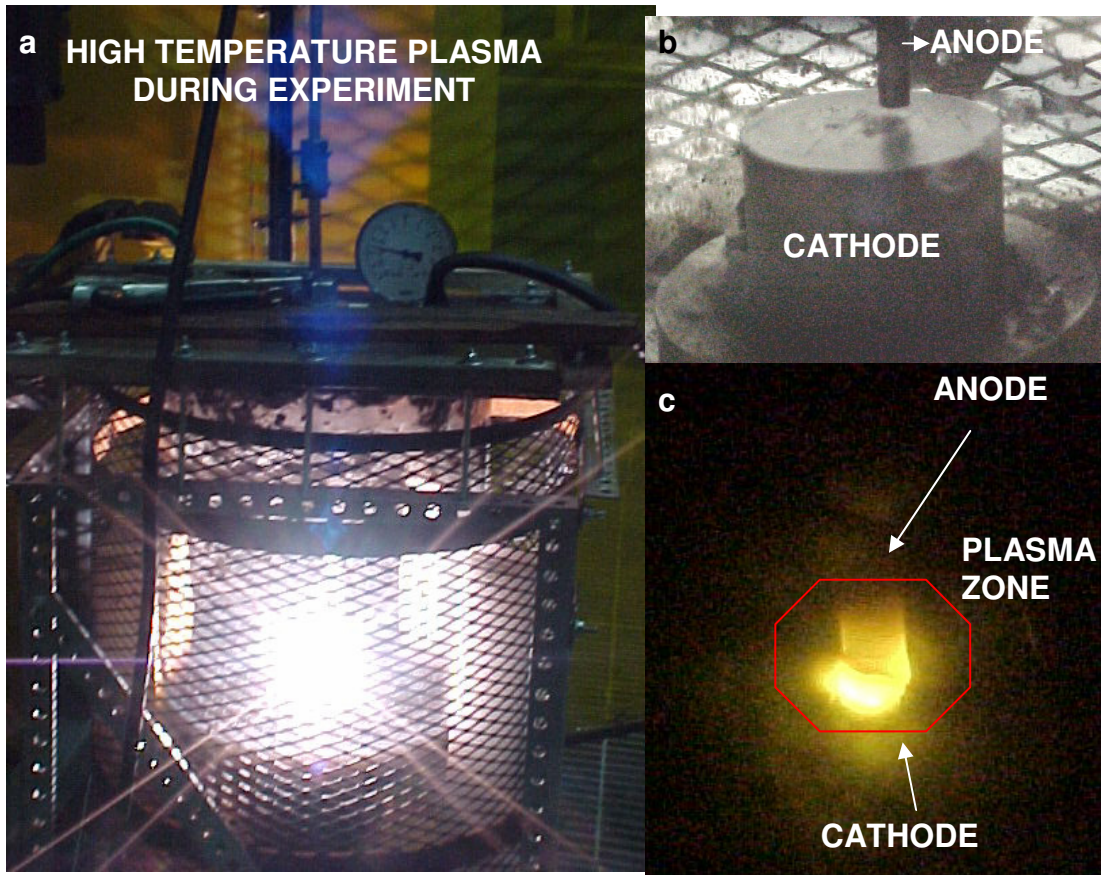 a
HIGH TEMPERATURE PLASMA
DURING EXPERIMENT
b
ANODE
CATHODE
c
ANODE
PLASMA
ZONE
CATHODE